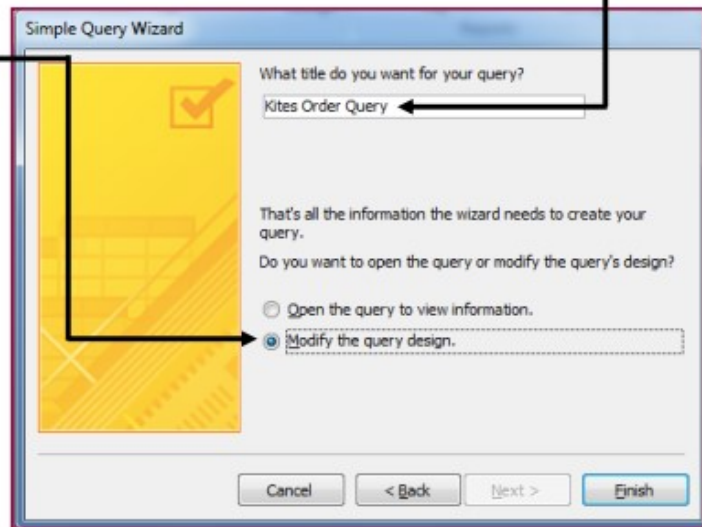 Simple Query Wizard
What title do you want for your query?
Kites Order Query
That's all the information the wizard needs to create your
query.
Do you want to open the query or modify the query's design?
Open the query to view information.
Modify the query design.
Cancel
< Back
Next >
Finish